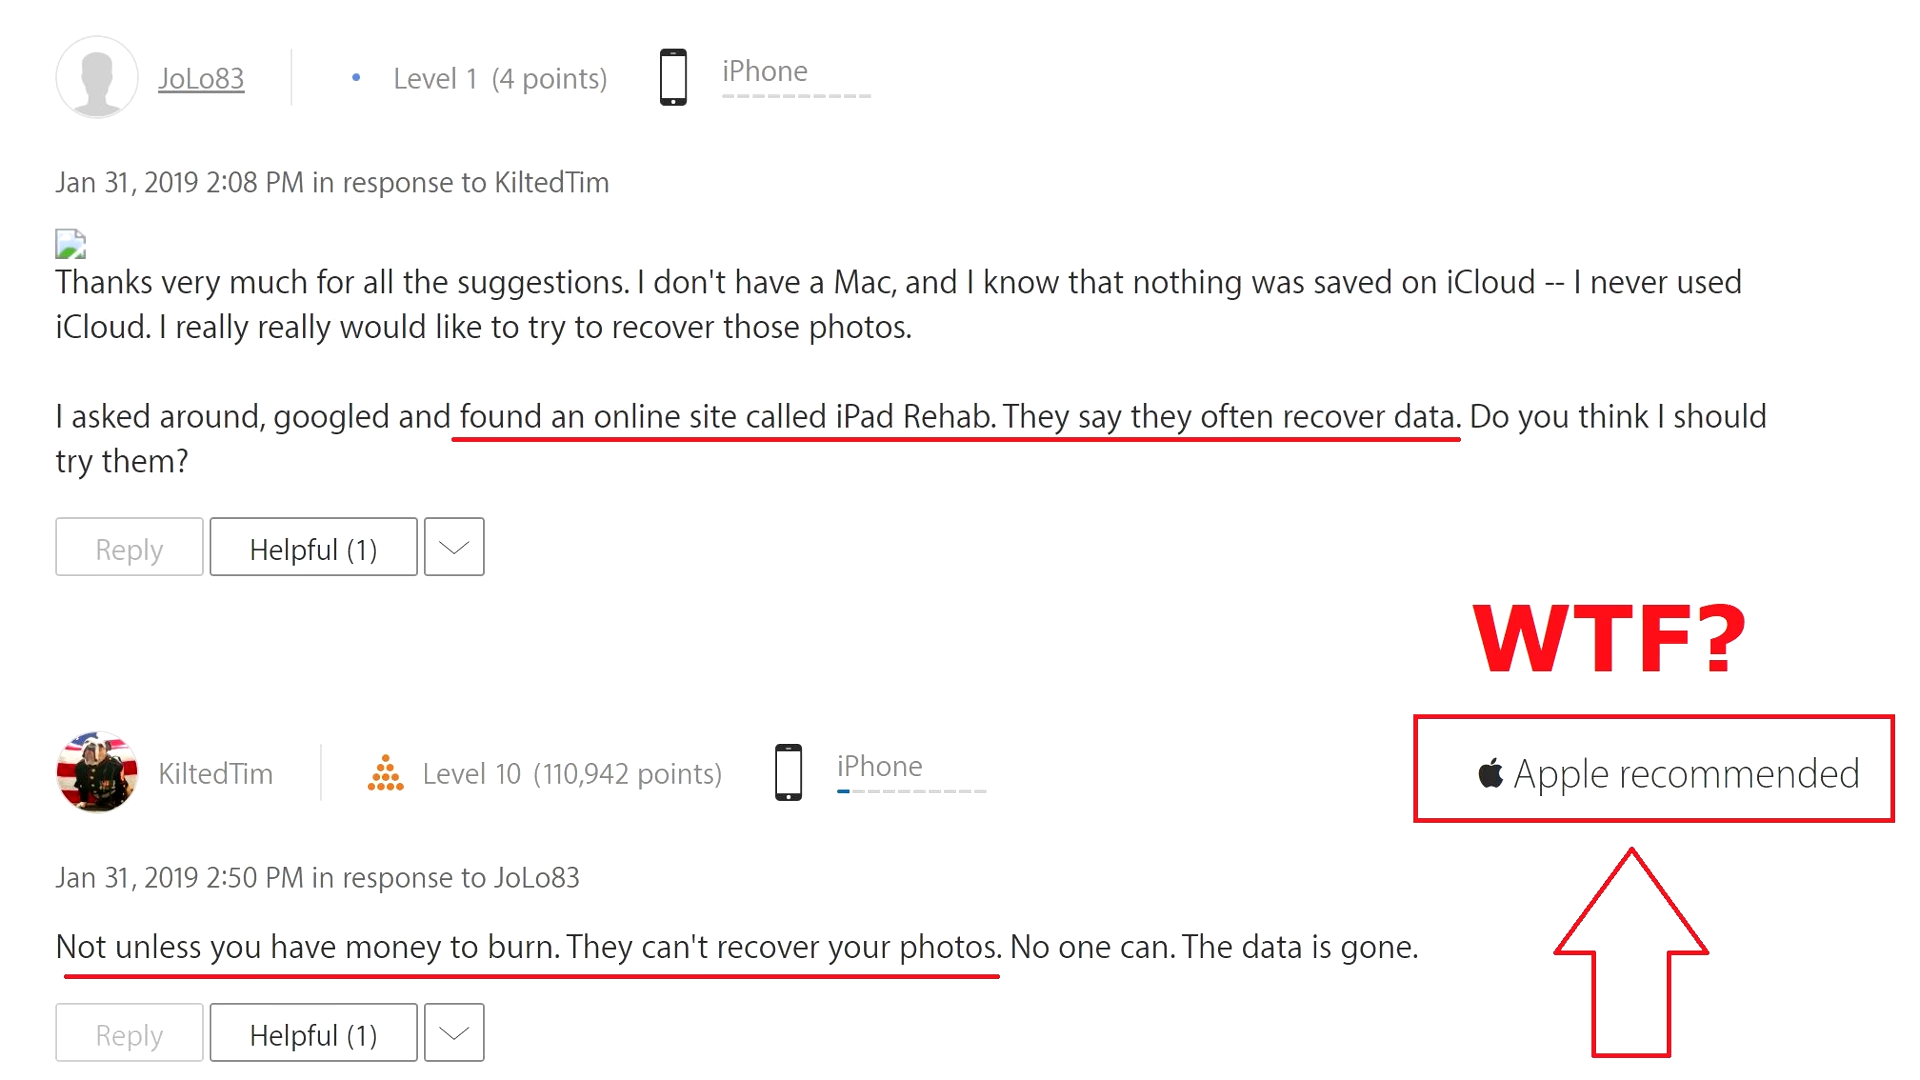 JoLo83
Level 1 (4 points)
iPhone
Jan 31, 2019 2:08 PM in response to KiltedTim
Thanks very much for all the suggestions. I don't have a Mac, and I know that nothing was saved on iCloud -- I never used
iCloud. I really really would like to try to recover those photos.
I asked around, googled and found an online site called iPad Rehab. They say they often recover data. Do you think I should
try them?
Reply
Helpful (1)
WTF?
KiltedTim
Level 10 (110,942 points)
iPhone
Apple recommended
Jan 31, 2019 2:50 PM in response to JoLo83
Not unless you have money to burn. They can't recover your photos. No one can. The data is gone.
Reply
Helpful (1)